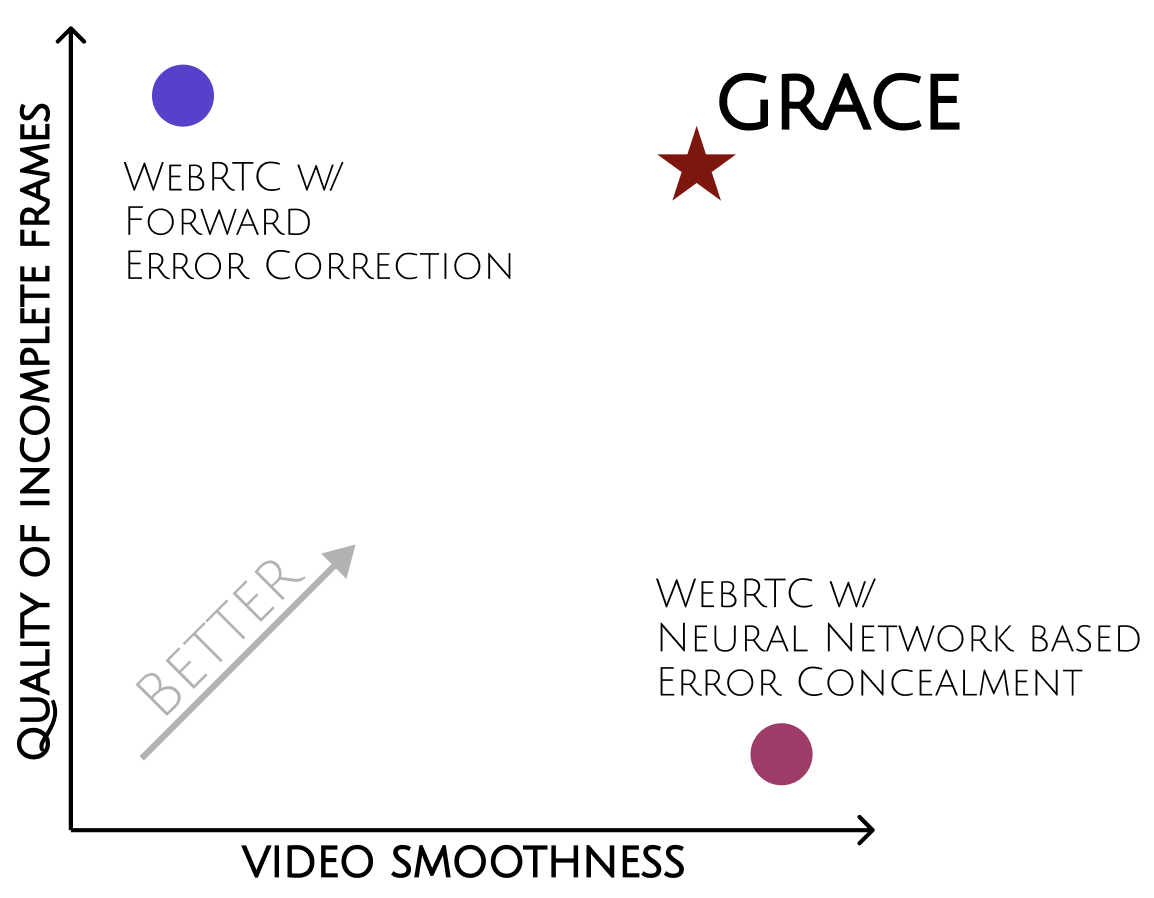 GRACE
WebRTC w/
Forward
Error Correction
QUALITY OF INCOMPLETE FRAMES
BETTER
WebRTC w/
Neural Network based
Error Concealment
VIDEO SMOOTHNESS